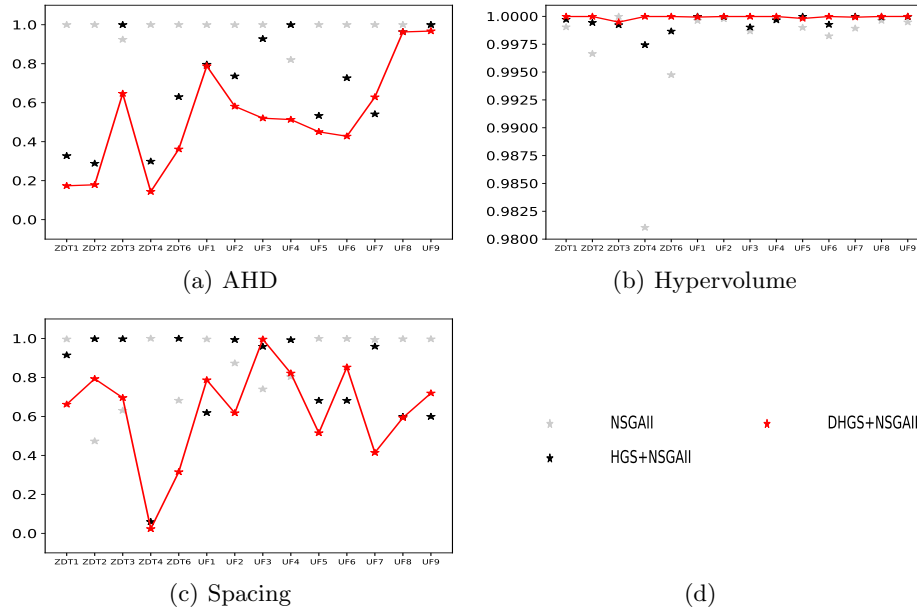 1.0
0.8
0.6
0.4
0.2
0.0
ZDT1 ZDT2 ZDT3 ZDT4 ZDT6 UF1 UF2 UF3 UF4 UF5 UF6 UF7 UF8 UF9
(a) AHD
1.0000
0.9975
0.9950
0.9925
0.9900
0.9875
0.9850
0.9825
0.9800
ZDT1 ZDT2 ZDT3 ZDT4 ZDT6 UF1 UF2 UF3 UF4 UF5 UF6 UF7 UF8 UF9
(b) Hypervolume
1.0
0.8
0.6
0.4
0.2
0.0
ZDT1 ZDT2 ZDT3 ZDT4 ZDT6 UF1 UF2 UF3 UF4 UF5 UF6 UF7 UF8 UF9
(c) Spacing
NSGAII
DHGS+NSGAII
HGS+NSGAII
(d)